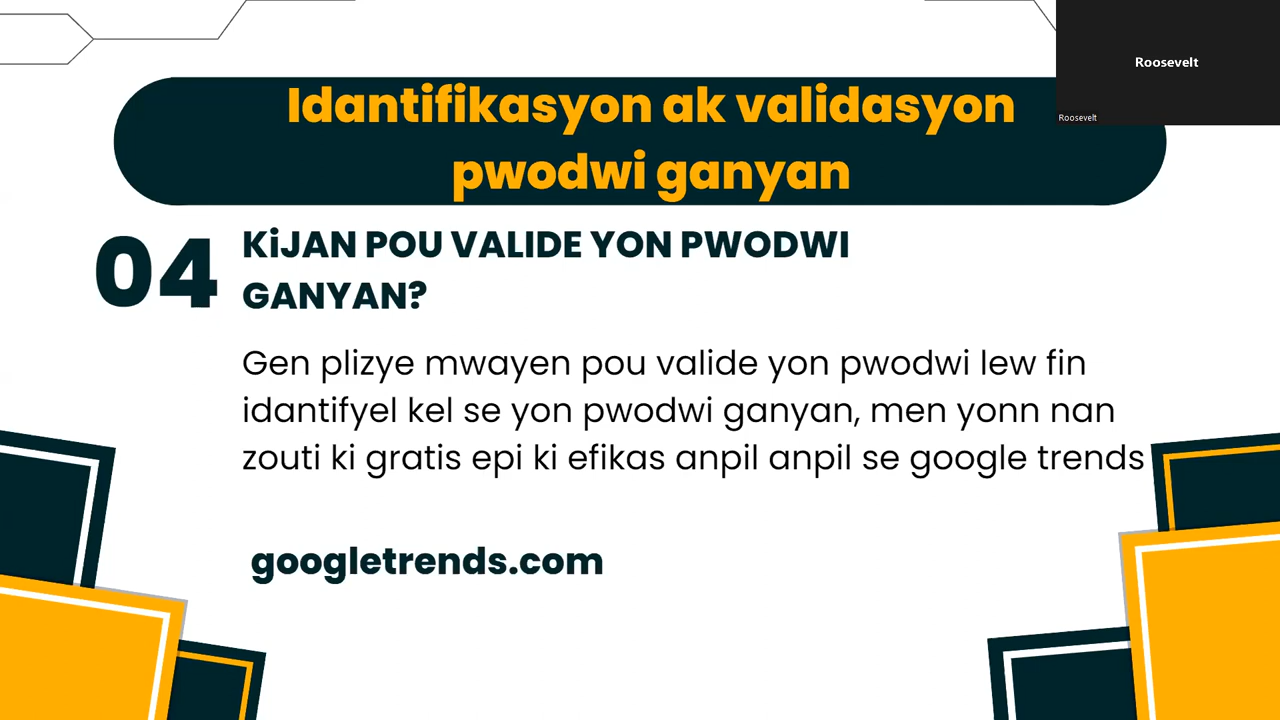 Roosevelt
Roosevelt
Idantifikasyon ak validasyon
pwodwi ganyan
04
KiJAN POU VALIDE YON PWODWI
GANYAN?
Gen plizye mwayen pou valide yon pwodwi lew fin
idantifyel kel se yon pwodwi ganyan, men yonn nan
zouti ki gratis epi ki efikas anpil anpil se google trends
googletrends.com